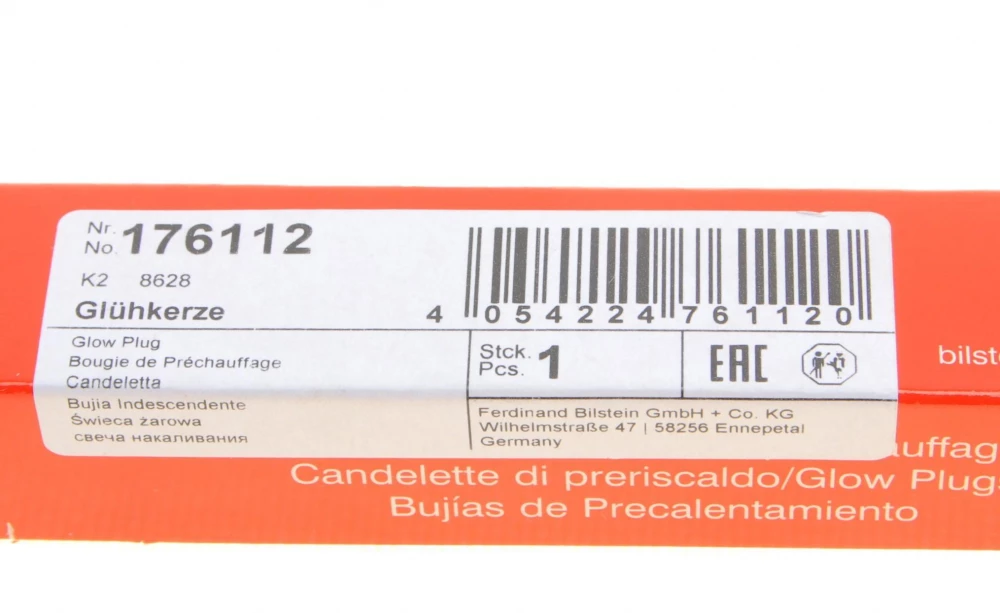 Nr.
No. 176112
K2 8628
Glühkerze
4 054224 761120
Glow Plug
Bougie de Préchauffage
Candeletta
Bujia Indescendente
Świeca żarowa
свеча накаливания
Stck.
Pcs. 1
EAC
Ferdinand Bilstein GmbH + Co. KG
Wilhelmstraße 47 | 58256 Ennepetal
Germany
Candelette di preriscaldo/Glow Plugs
Bujías de Precalentamiento